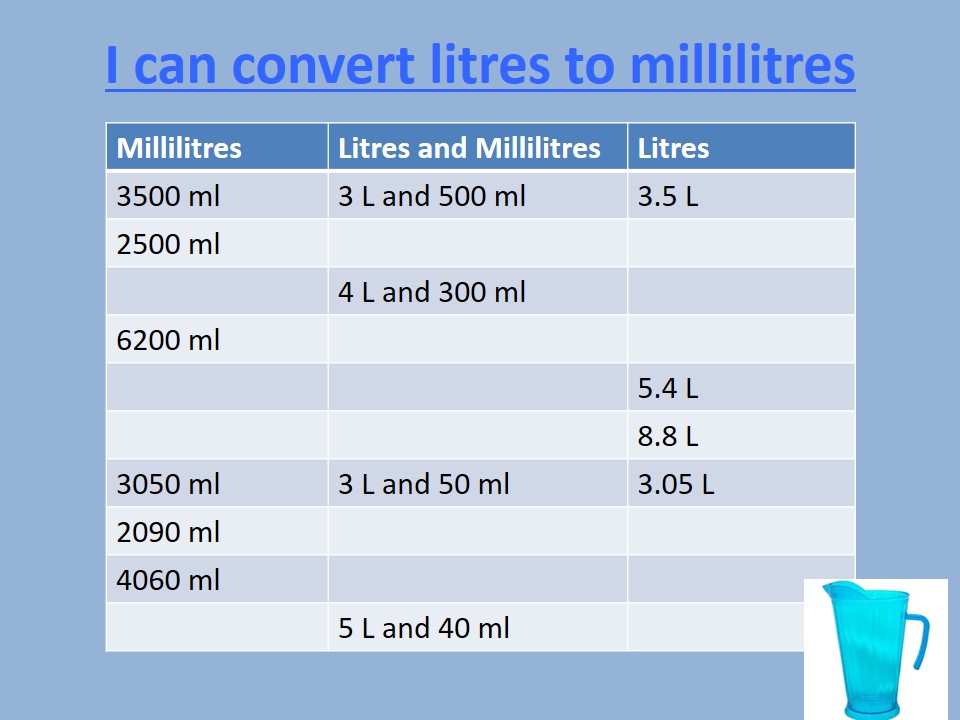 I can convert litres to millilitres
Millilitres Litres and Millilitres Litres
3500 ml 3 L and 500 ml 3.5 L
2500 ml
4 L and 300 ml
6200 ml
5.4 L
8.8 L
3050 ml 3 L and 50 ml 3.05 L
2090 ml
4060 ml
5 L and 40 ml